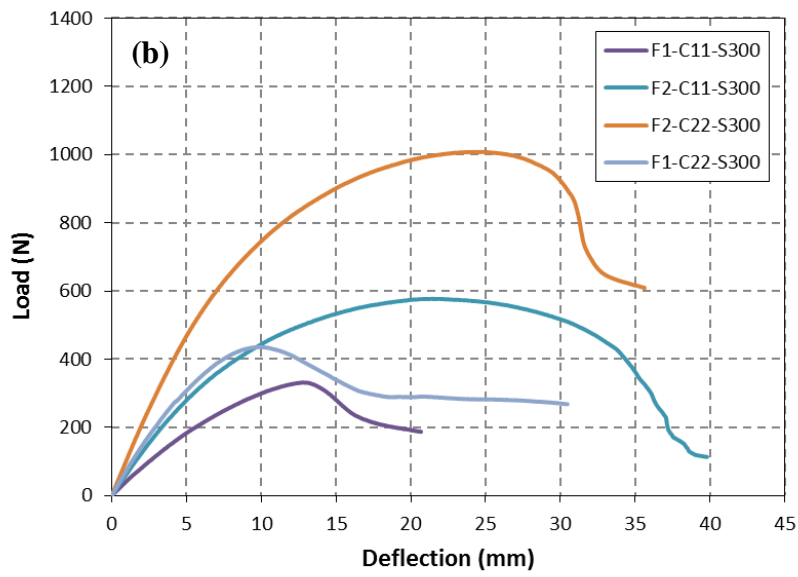 (b)
F1-C11-S300
F2-C11-S300
F2-C22-S300
F1-C22-S300
1400
1200
1000
800
600
400
200
0
Load (N)
0 5 10 15 20 25 30 35 40 45
Deflection (mm)